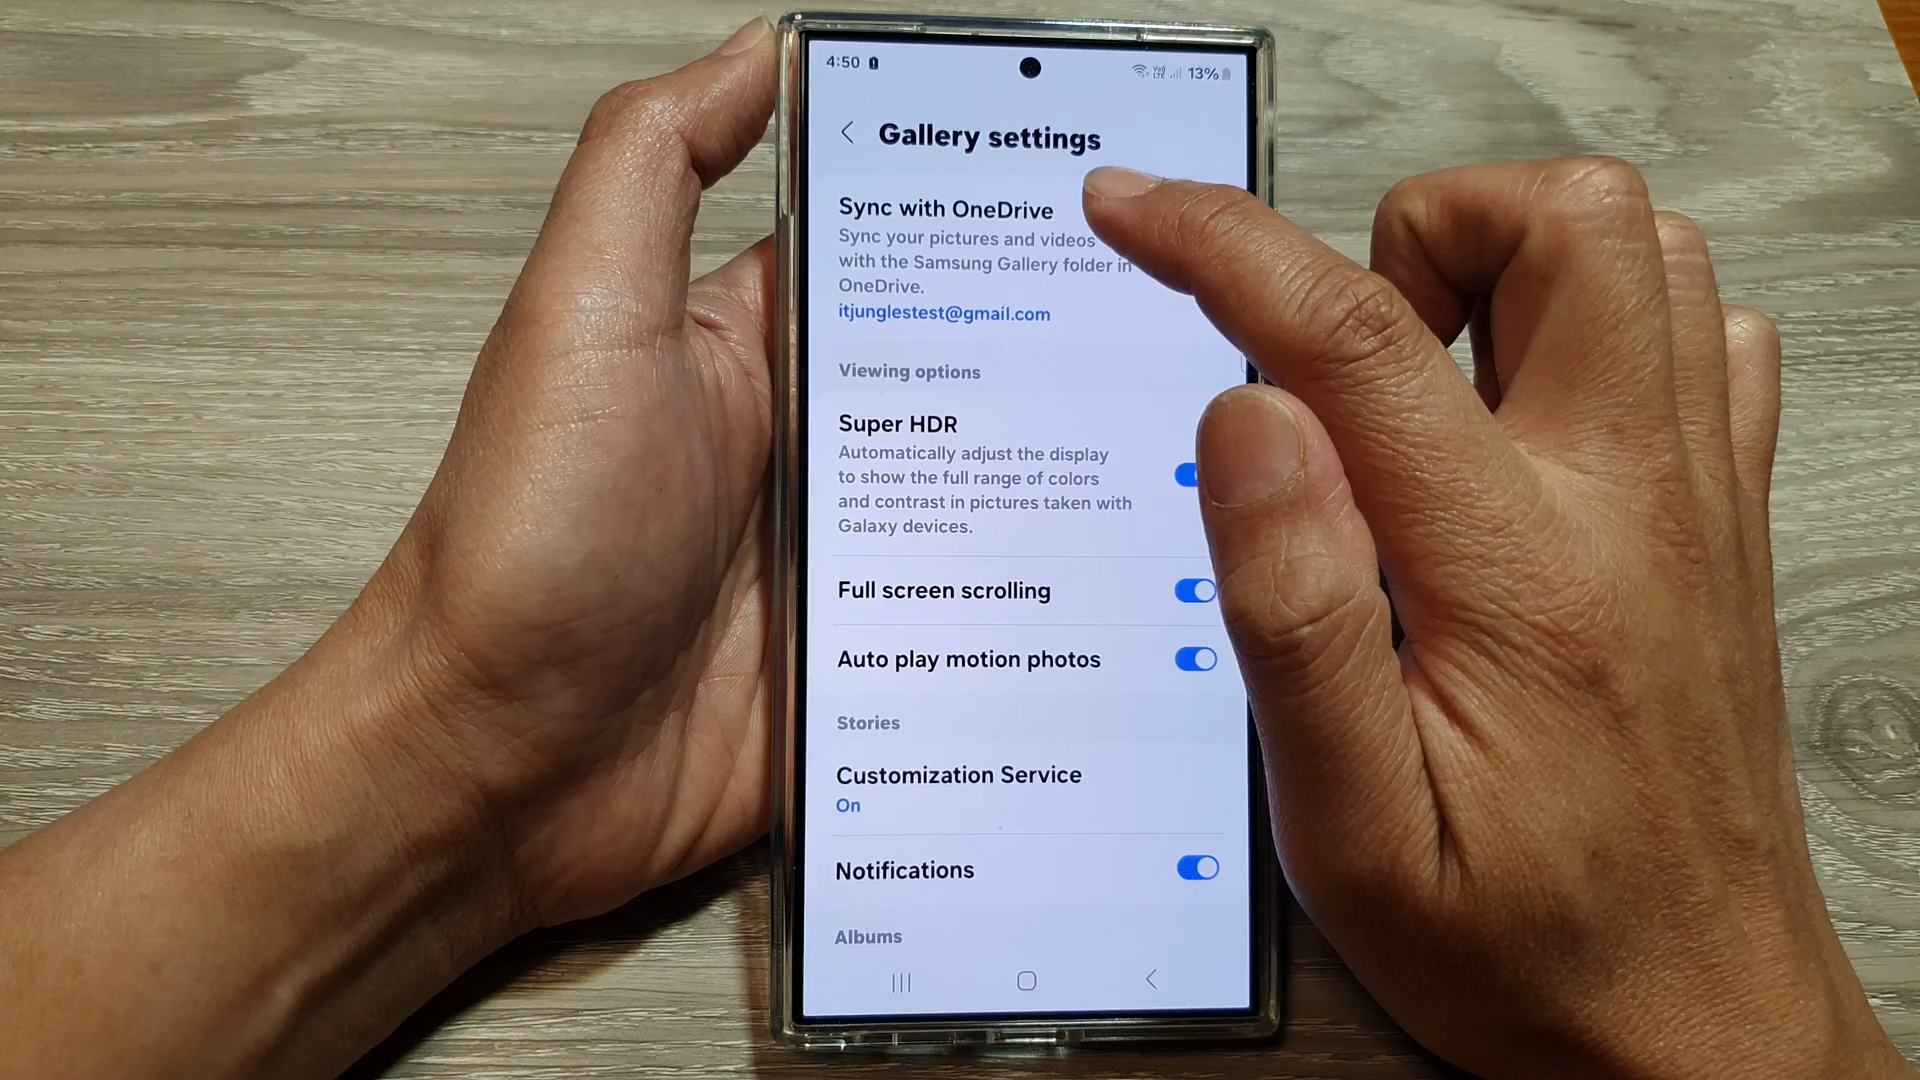 4:50
Vo) LTE 13%
Gallery settings
Sync with OneDrive
Sync your pictures and videos
with the Samsung Gallery folder in
OneDrive.
itjunglestest@gmail.com
Viewing options
Super HDR
Automatically adjust the display
to show the full range of colors
and contrast in pictures taken with
Galaxy devices.
Full screen scrolling
Auto play motion photos
Stories
Customization Service
On
Notifications
Albums